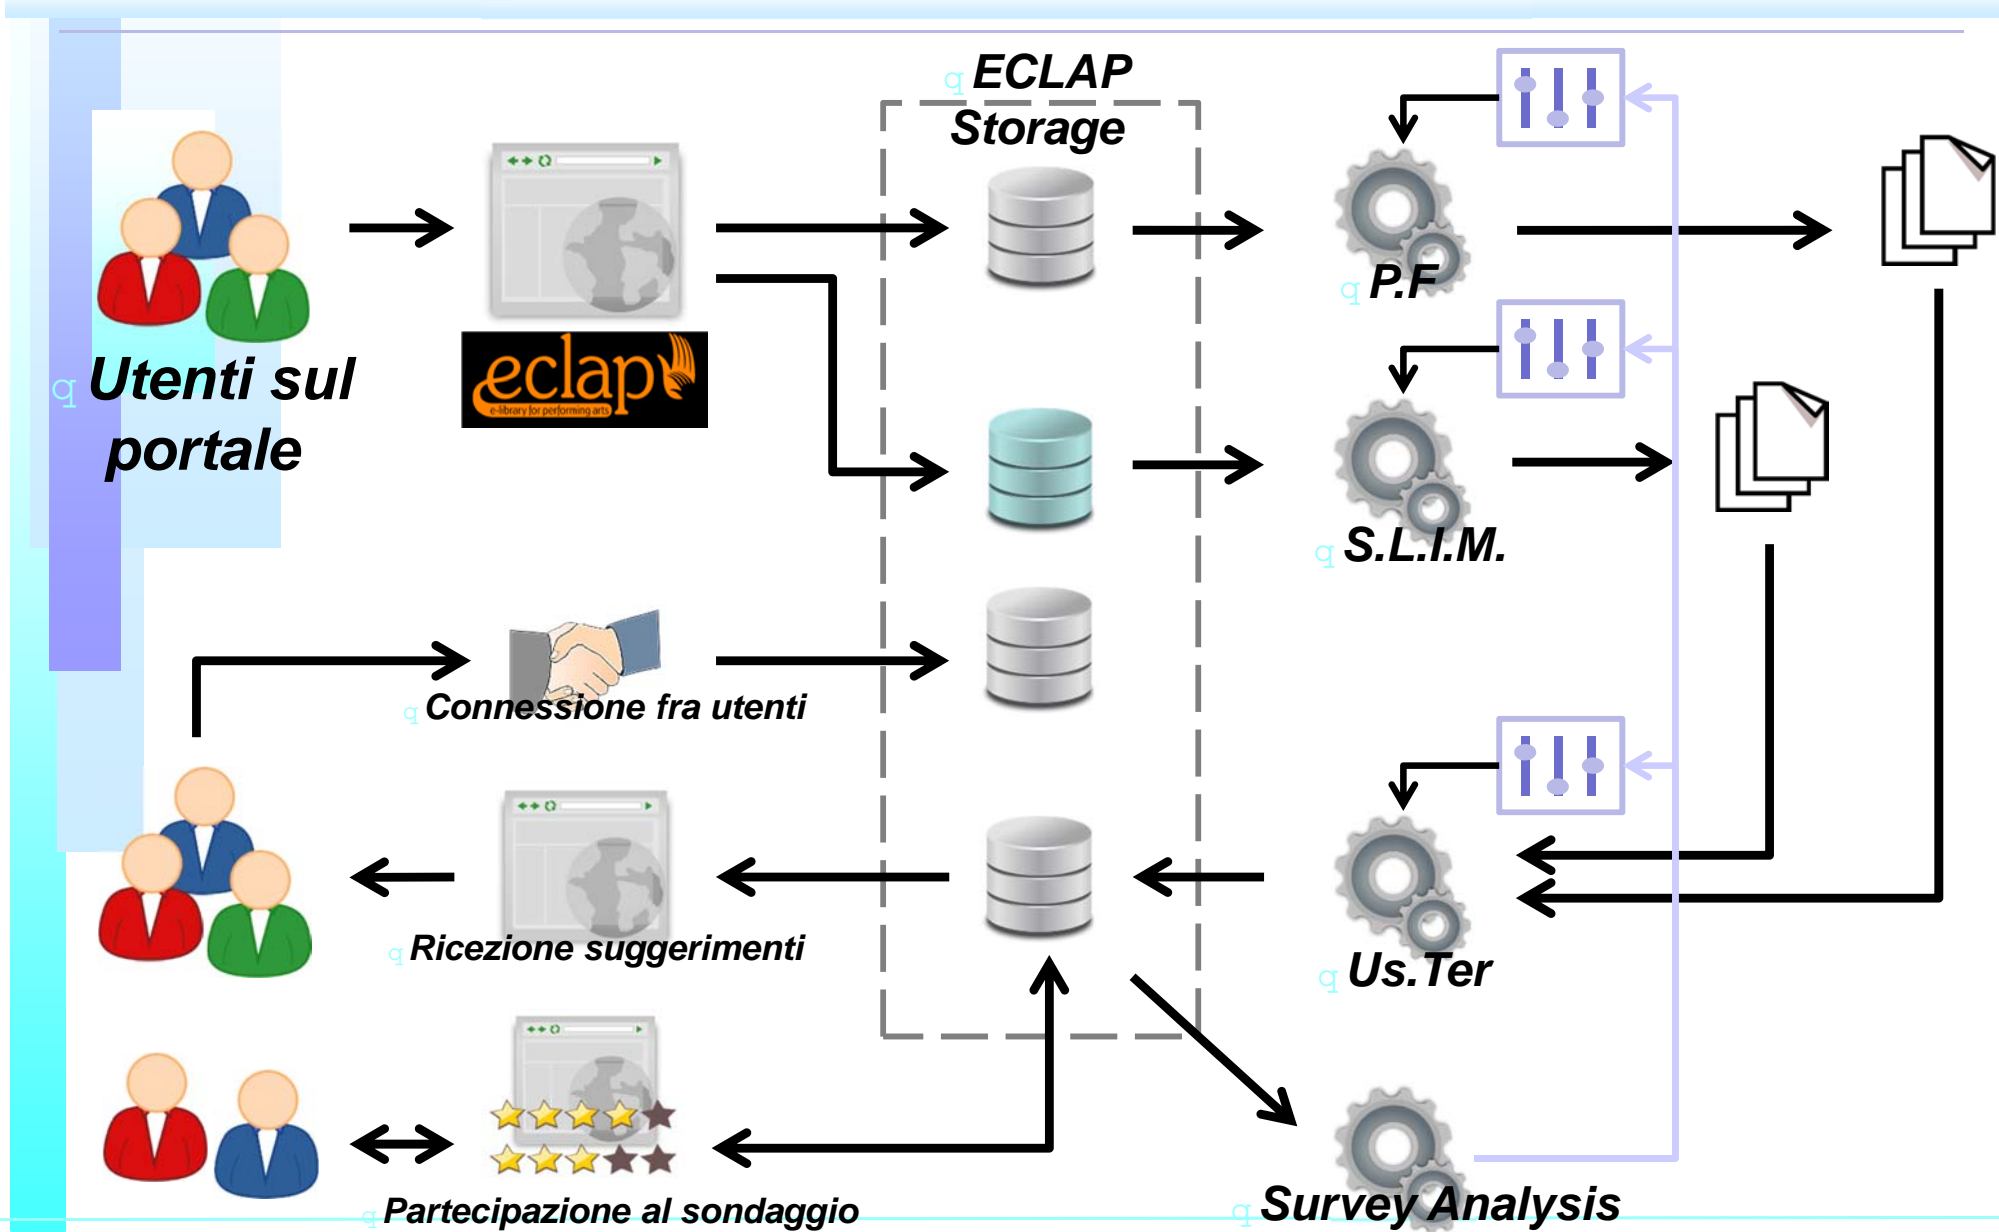 q ECLAP
Storage
q P.F
eclap
e-library for performing arts
q Utenti sul
portale
q S.L.I.M.
q Connessione fra utenti
q Ricezione suggerimenti
q Us.Ter
q Partecipazione al sondaggio
q Survey Analysis